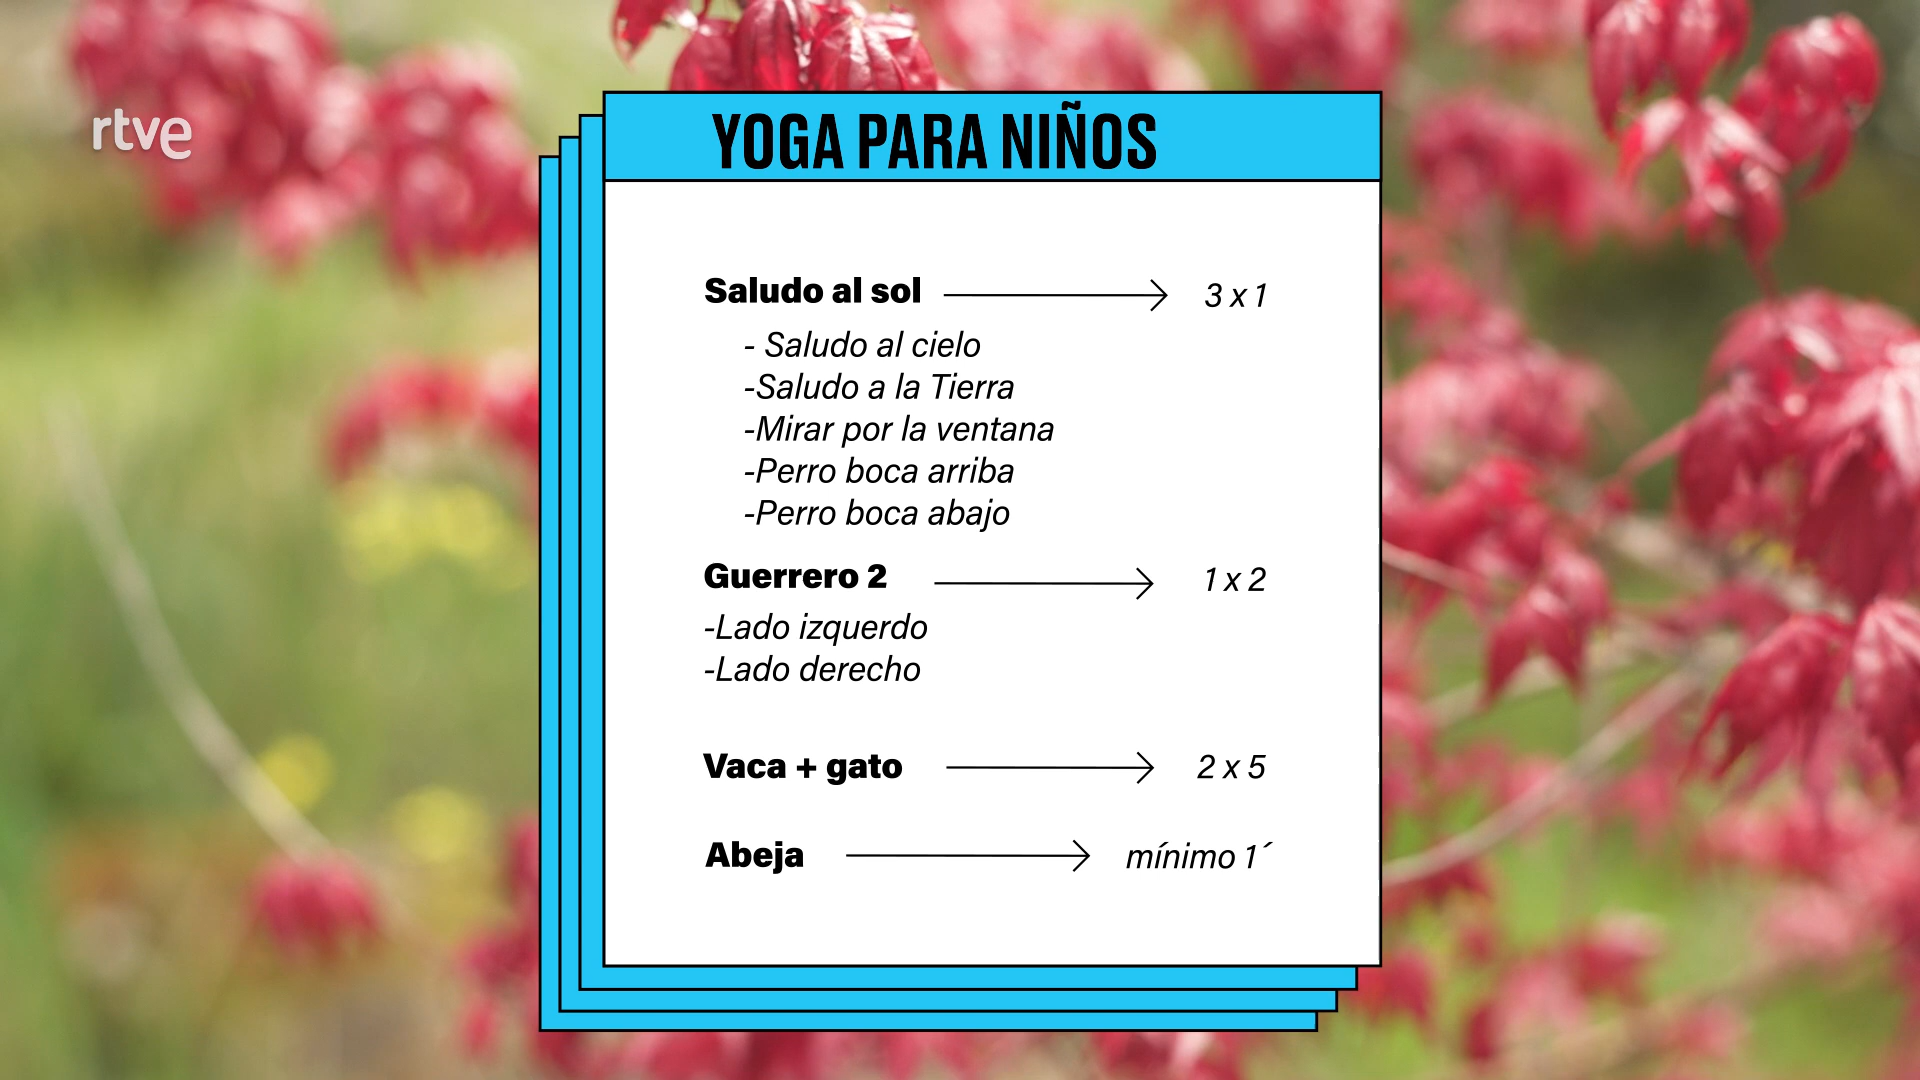 rtve
YOGA PARA NIÑOS
Saludo al sol 3 x 1
- Saludo al cielo
-Saludo a la Tierra
-Mirar por la ventana
-Perro boca arriba
-Perro boca abajo
Guerrero 2 1 x 2
-Lado izquerdo
-Lado derecho
Vaca + gato 2 x 5
Abeja mínimo 1´